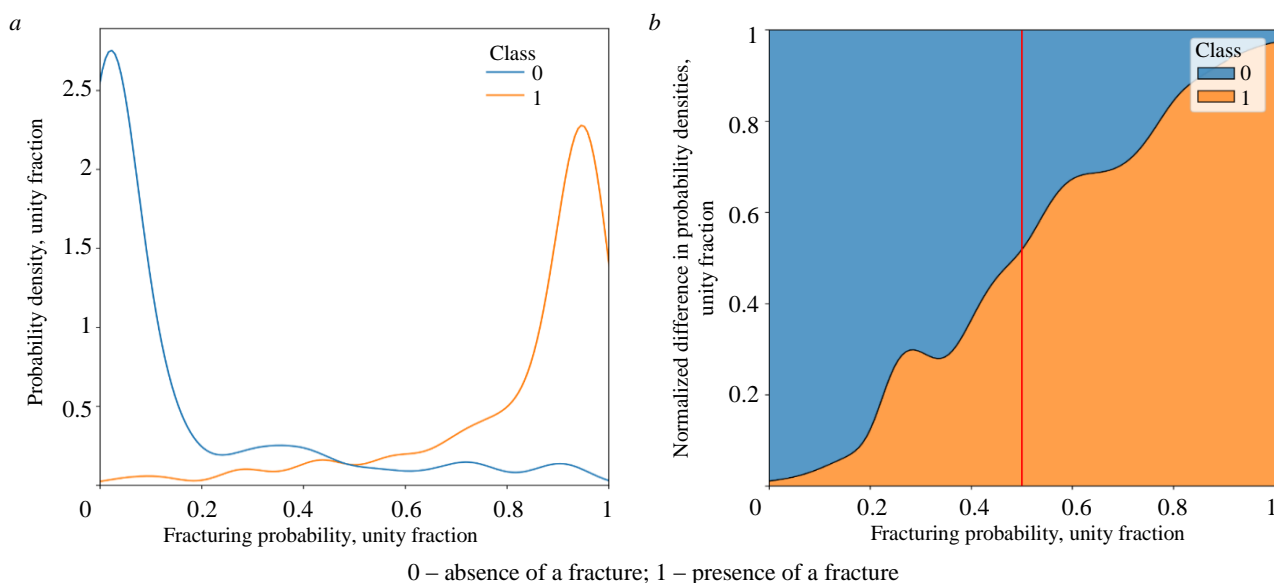 a
Class
0
1
2.5
2
1.5
1
0.5
Probability density, unity fraction
0 0.2 0.4 0.6 0.8 1
Fracturing probability, unity fraction
b
Class
0
1
1
0.8
0.6
0.4
0.2
Normalized difference in probability densities,
unity fraction
0 0.2 0.4 0.6 0.8 1
Fracturing probability, unity fraction
0 – absence of a fracture; 1 – presence of a fracture